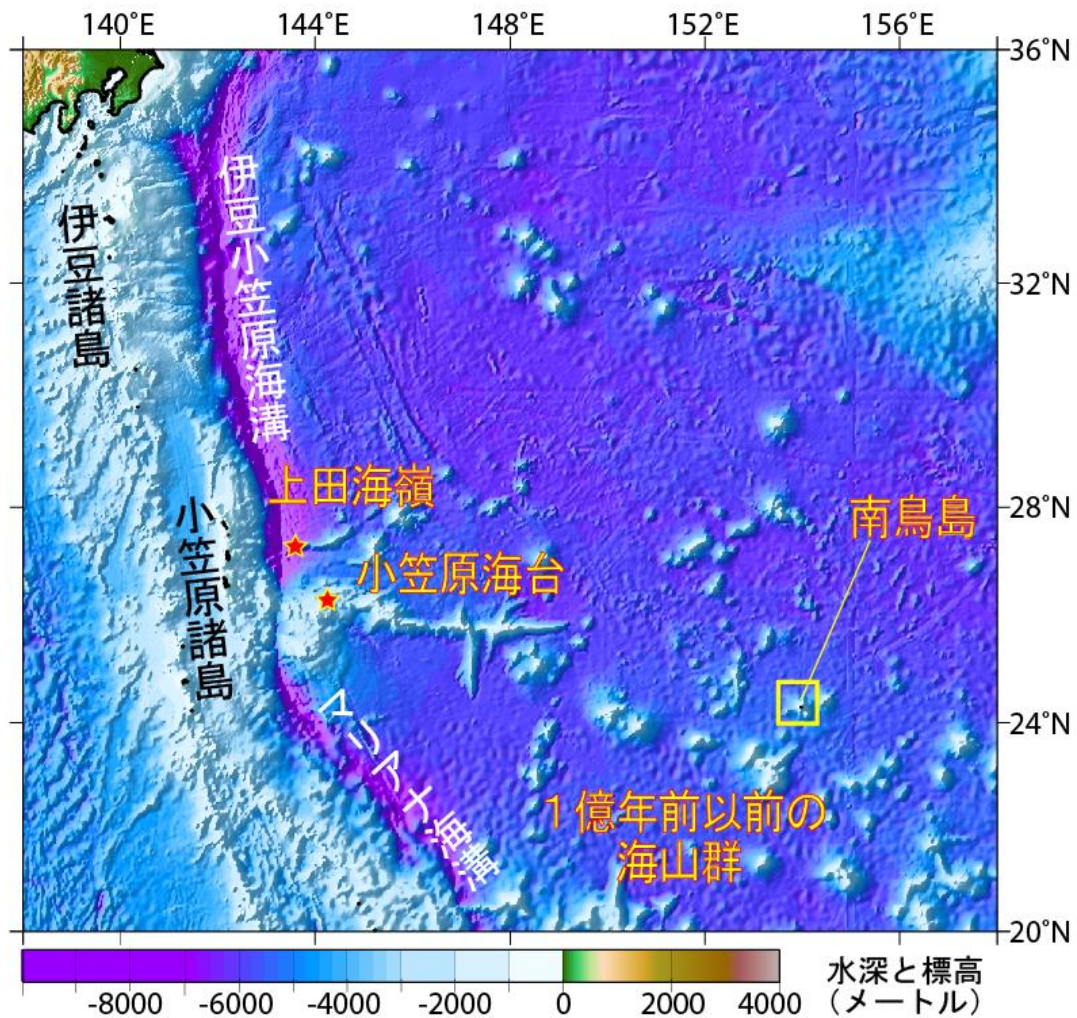 140°E 144°E 148°E 152°E 156°E
36°N
伊豆小笠原海溝
伊豆諸島
32°N
上田海嶺
28°N
南鳥島
小笠原諸島
小笠原海台
24°N
マリアナ海溝
1億年前以前の
海山群
20°N
-8000 -6000 -4000 -2000 0 2000 4000
水深と標高
（メートル）